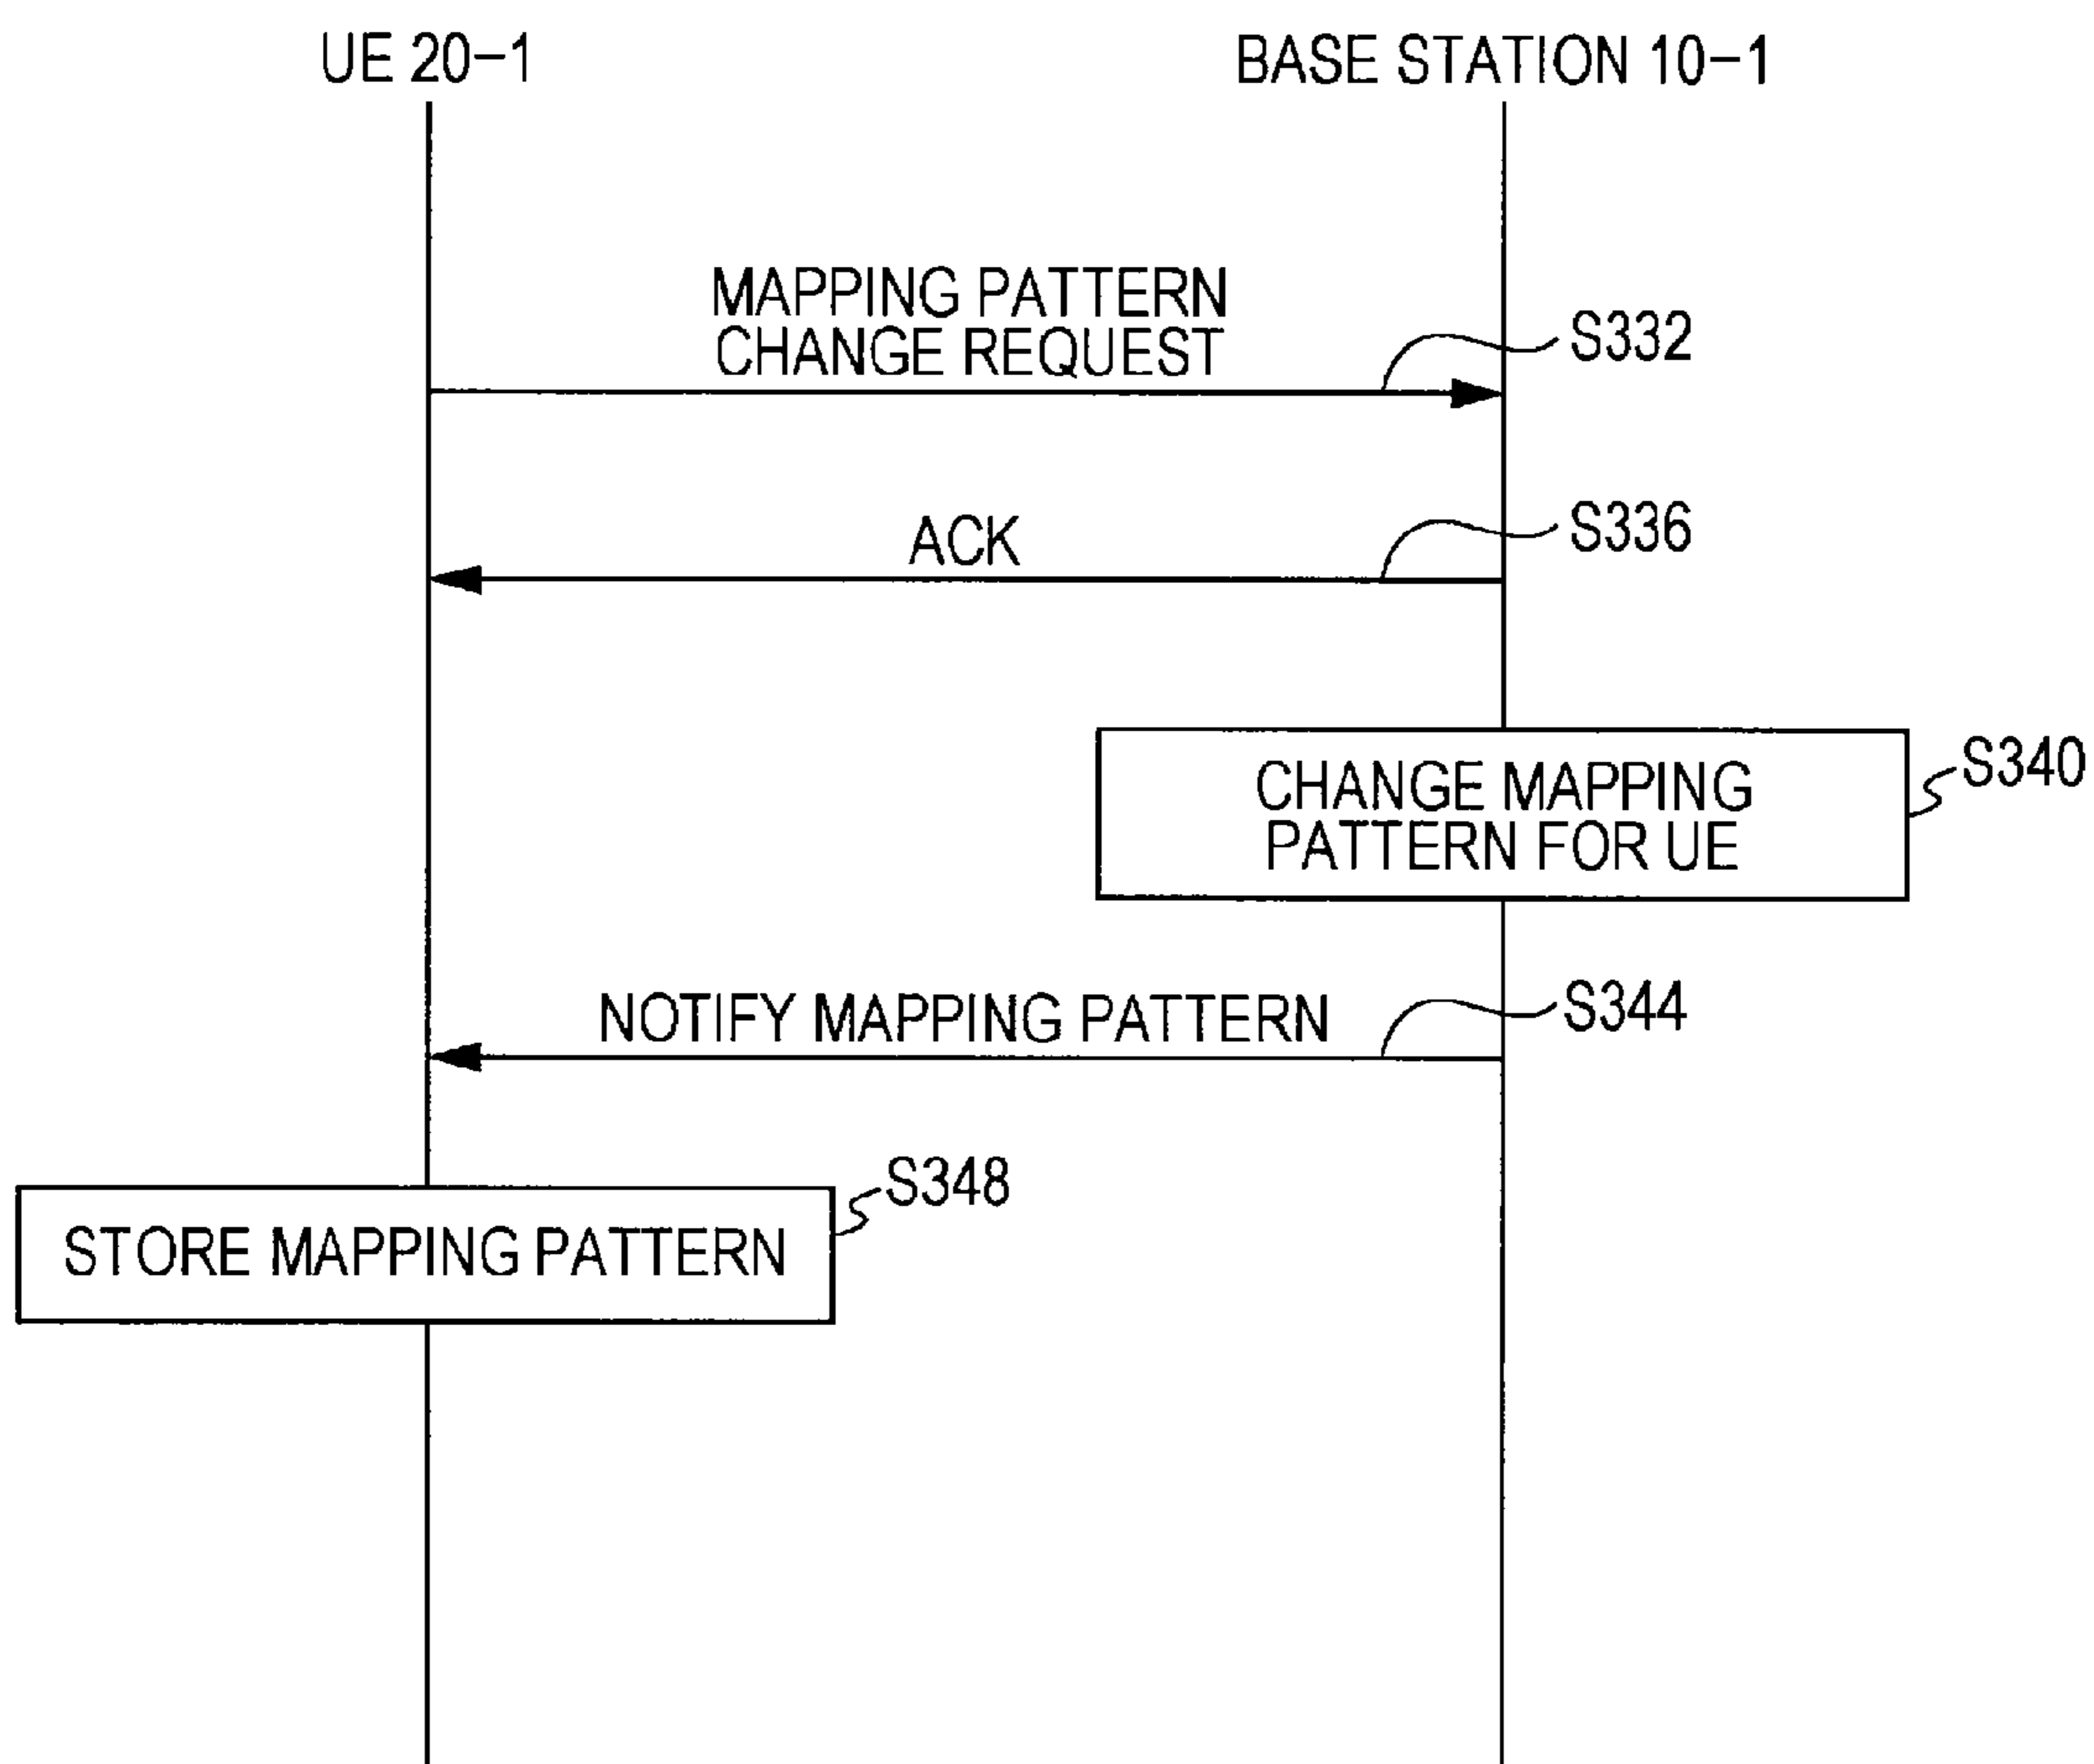 UE 20-1
BASE STATION 10-1
MAPPING PATTERN
CHANGE REQUEST
S332
ACK
S336
CHANGE MAPPING
PATTERN FOR UE
S340
NOTIFY MAPPING PATTERN
S344
STORE MAPPING PATTERN
S348